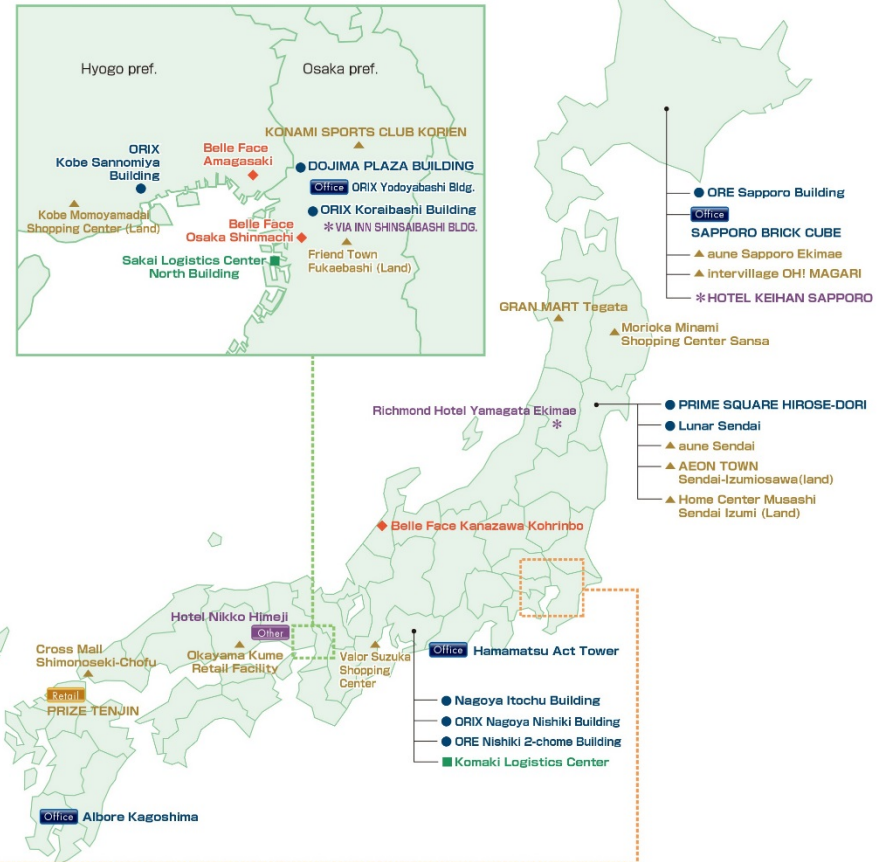 Hyogo pref.
Osaka pref.
KONAMI SPORTS CLUB KORIEN
ORIX
Kobe Sannomiya
Building
Belle Face
Amagasaki
DOJIMA PLAZA BUILDING
Office ORIX Yodoyabashi Bldg.
Kobe Momoyamadai
Shopping Center (Land)
ORIX Koraibashi Building
VIA INN SHINSAIBASHI BLDG.
Belle Face
Osaka Shinmachi
Friend Town
Fukaebashi (Land)
Sakai Logistics Center
North Building
ORE Sapporo Building
Office
SAPPORO BRICK CUBE
aune Sapporo Ekimae
intervillage OH! MAGARI
HOTEL KEIHAN SAPPORO
GRAN MART Tegata
Morioka Minami
Shopping Center Sansa
Richmond Hotel Yamagata Ekimae
PRIME SQUARE HIROSE-DORI
Lunar Sendai
aune Sendai
AEON TOWN
Sendai-Izumiosawa(land)
Home Center Musashi
Sendai Izumi (Land)
Belle Face Kanazawa Kohrinbo
Hotel Nikko Himeji
Other
Cross Mall
Shimonoseki-Chofu
Okayama Kume
Retail Facility
Valor Suzuka
Shopping
Center
Office Hamamatsu Act Tower
Retail
PRIZE TENJIN
Nagoya Itochu Building
ORIX Nagoya Nishiki Building
ORE Nishiki 2-chome Building
Komaki Logistics Center
Office Albore Kagoshima